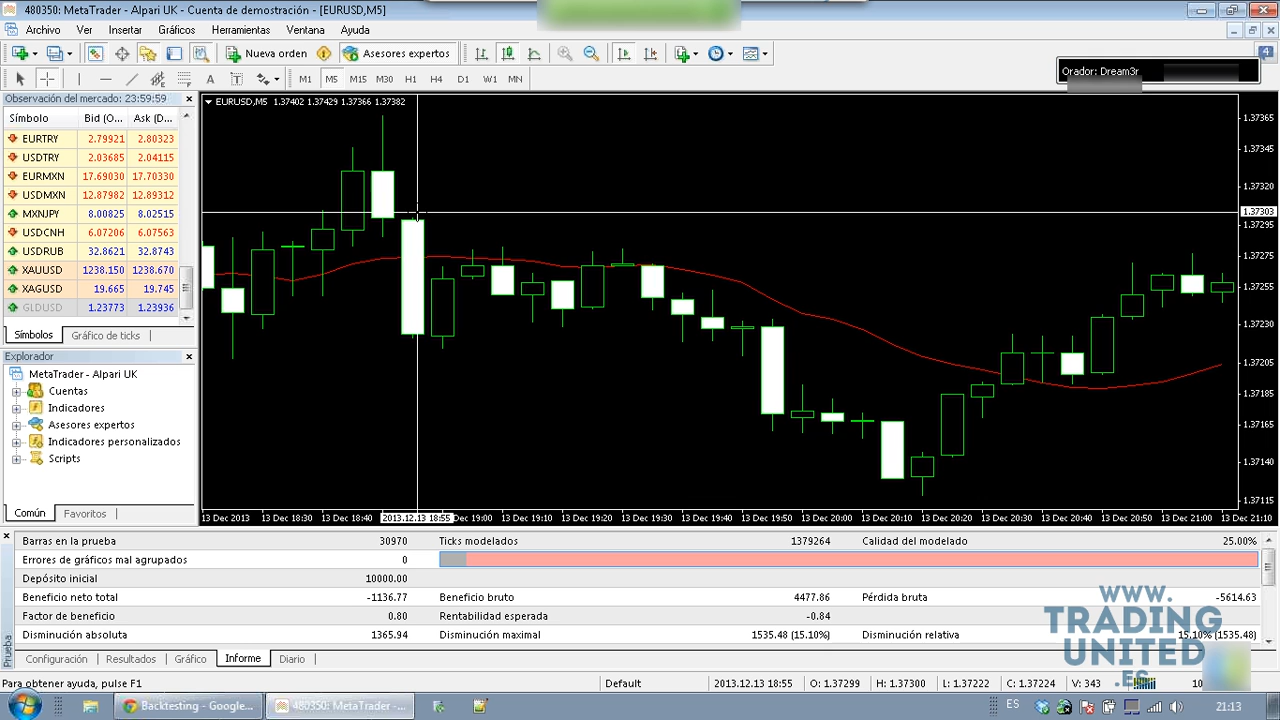 480350: MetaTrader - Alpari UK - Cuenta de demostración - [EURUSD,M5]
Archivo Ver Insertar Gráficos Herramientas Ventana Ayuda
Nueva orden Asesores expertos
4
A T M1 M5 M15 M30 H1 H4 D1 W1 MN
Orador: Dream3r
Observación del mercado: 23:59:59
Símbolo Bid (O... Ask (D...
EURTRY 2.79921 2.80323
USDTRY 2.03685 2.04115
EURMXN 17.69030 17.70330
USDMXN 12.87982 12.89312
MXNJPY 8.00825 8.02515
USDCNH 6.07206 6.07563
USDRUB 32.8621 32.8743
XAUUSD 1238.150 1238.670
XAGUSD 19.665 19.745
GLDUSD 1.23773 1.23936
Símbolos Gráfico de ticks
Explorador
MetaTrader - Alpari UK
Cuentas
Indicadores
Asesores expertos
Indicadores personalizados
Scripts
Común Favoritos
EURUSD,M5 1.37402 1.37429 1.37366 1.37382
1.37365
1.37345
1.37320
1.37303
1.37295
1.37275
1.37255
1.37230
1.37205
1.37185
1.37165
1.37140
1.37115
13 Dec 2013 13 Dec 18:30 13 Dec 18:40 2013.12.13 18:55 Dec 19:00 13 Dec 19:10 13 Dec 19:20 13 Dec 19:30 13 Dec 19:40 13 Dec 19:50 13 Dec 20:00 13 Dec 20:10 13 Dec 20:20 13 Dec 20:30 13 Dec 20:40 13 Dec 20:50 13 Dec 21:00 13 Dec 21:10
Barras en la prueba 30970 Ticks modelados 1379264 Calidad del modelado 25.00%
Errores de gráficos mal agrupados 0
Depósito inicial 10000.00
Beneficio neto total -1136.77 Beneficio bruto 4477.86 Pérdida bruta -5614.63
Factor de beneficio 0.80 Rentabilidad esperada -0.84
Disminución absoluta 1365.94 Disminución maximal 1535.48 (15.10%) Disminución relativa 15.10% (1535.48)
Prueba
Configuración Resultados Gráfico Informe Diario
WWW.
TRADING
UNITED
.ES
Para obtener ayuda, pulse F1 Default 2013.12.13 18:55 O: 1.37299 H: 1.37300 L: 1.37222 C: 1.37224 V: 343
Backtesting - Google... 480350: MetaTrader -... ES 21:13